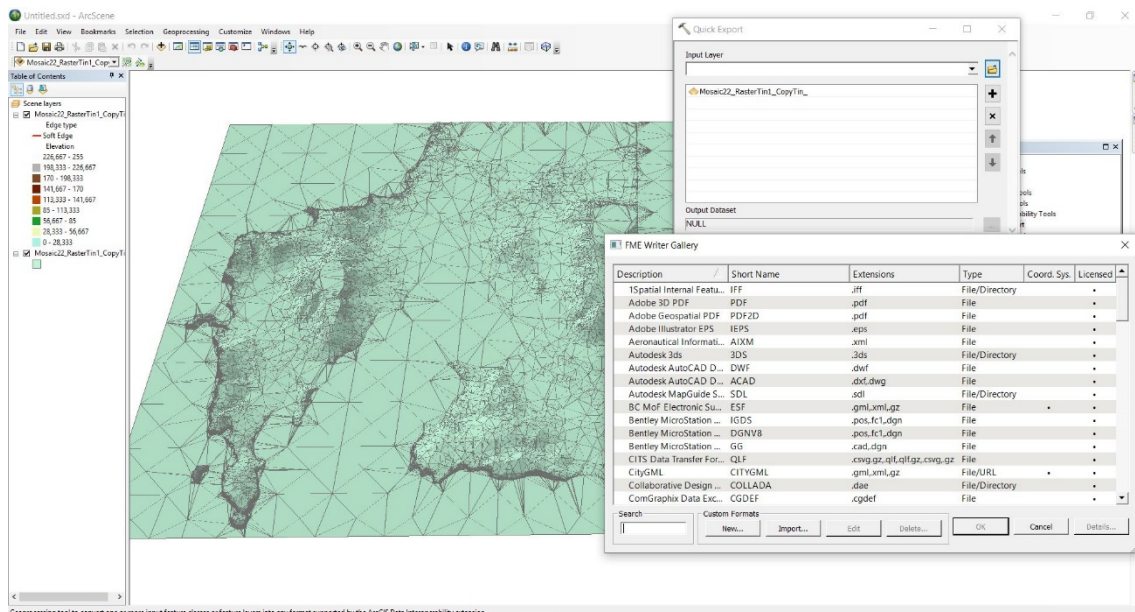 Untitled.sxd - ArcScene
File Edit View Bookmarks Selection Geoprocessing Customize Windows Help
Mosaic22_RasterTin1_Cop
Table of Contents
Scene layers
Mosaic22_RasterTin1_CopyTi
Edge type
Soft Edge
Elevation
226,667 - 255
198,333 - 226,667
170 - 198,333
141,667 - 170
113,333 - 141,667
85 - 113,333
56,667 - 85
28,333 - 56,667
0 - 28,333
Mosaic22_RasterTin1_CopyTi
Quick Export
Input Layer
Mosaic22_RasterTin1_CopyTin_
Output Dataset
NULL
ols
bility Tools
FME Writer Gallery
Description / Short Name Extensions Type Coord. Sys. Licensed
1Spatial Internal Featu... IFF .iff File/Directory •
Adobe 3D PDF PDF .pdf File •
Adobe Geospatial PDF PDF2D .pdf File •
Adobe Illustrator EPS IEPS .eps File •
Aeronautical Informati... AIXM .xml File •
Autodesk 3ds 3DS .3ds File/Directory •
Autodesk AutoCAD D... DWF .dwf File •
Autodesk AutoCAD D... ACAD .dxf,.dwg File •
Autodesk MapGuide S... SDL .sdl File/Directory •
BC MoF Electronic Su... ESF .gml,.xml,.gz File • •
Bentley MicroStation ... IGDS .pos,.fc1,.dgn File •
Bentley MicroStation ... DGNV8 .pos,.fc1,.dgn File •
Bentley MicroStation ... GG .cad,.dgn File •
CITS Data Transfer For... QLF .csvg.gz,.qlf,.qlf.gz,.csvg,.gz File •
CityGML CITYGML .gml,.xml,.gz File/URL • •
Collaborative Design ... COLLADA .dae File/Directory •
ComGraphix Data Exc... CGDEF .cgdef File •
Search
Custom Formats
New... Import... Edit Delete... OK Cancel Details...